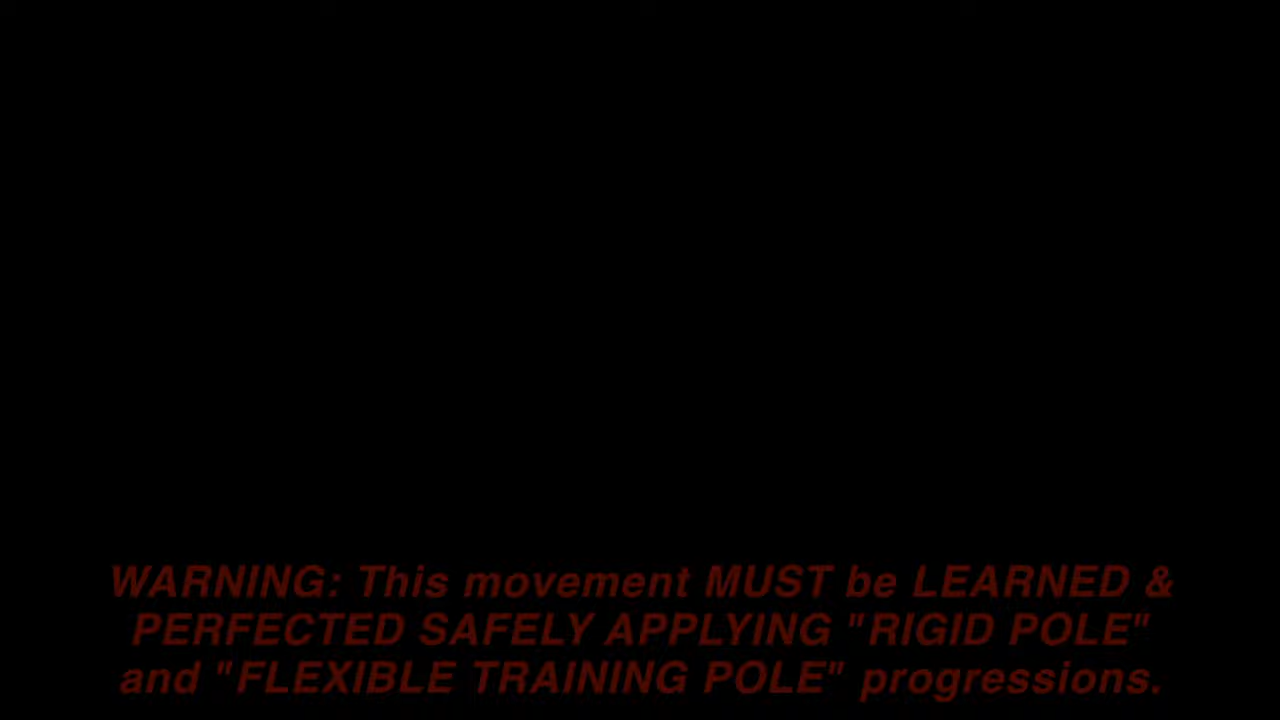 WARNING: This movement MUST be LEARNED &
PERFECTED SAFELY APPLYING "RIGID POLE"
and "FLEXIBLE TRAINING POLE" progressions.